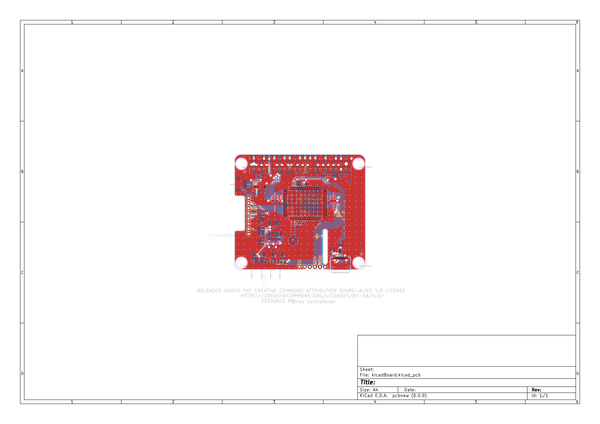 1 2 3 4 5 6
A A
B B
RELEASED UNDER THE CREATIVE COMMONS ATTRIBUTION SHARE-ALIKE 4.0 LICENSE
HTTPS://CREATIVECOMMONS.ORG/LICENSES/BY-SA/4.0/
DESIGNED BY
C C
D D
Sheet:
File: kicadBoard.kicad_pcb
Title:
Size: A4 Date: Rev:
KiCad E.D.A. pcbnew (6.0.9) Id: 1/1
1 2 3 4 5 6